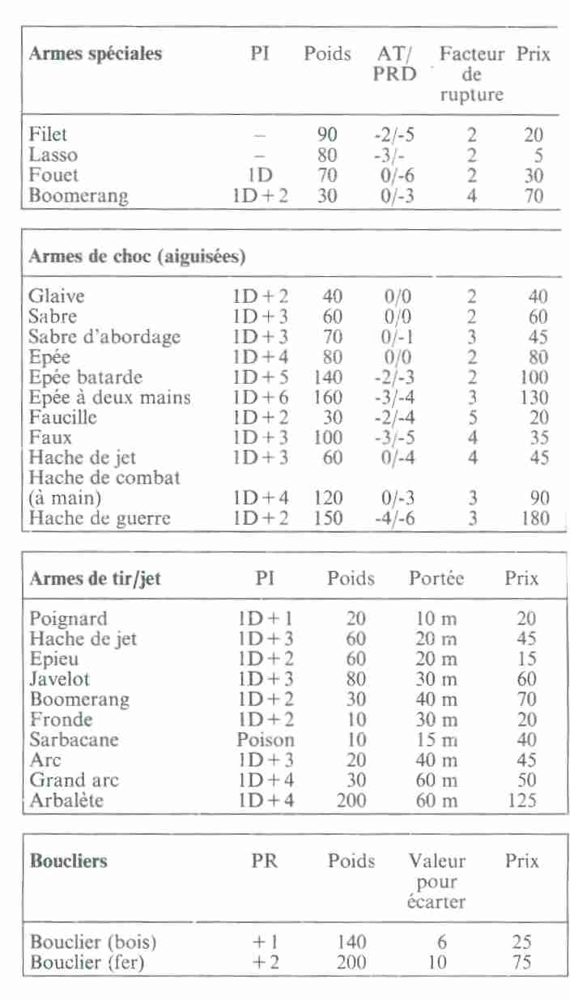 Armes spéciales PI Poids AT/ Facteur Prix
PRD de
rupture
Filet – 90 -2/-5 2 20
Lasso – 80 -3/- 2 5
Fouet 1D 70 0/-6 2 30
Boomerang 1D+2 30 0/-3 4 70
Armes de choc (aiguisées)
Glaive 1D+2 40 0/0 2 40
Sabre 1D+3 60 0/0 2 60
Sabre d'abordage 1D+3 70 0/-1 3 45
Epée 1D+4 80 0/0 2 80
Epée batarde 1D+5 140 -2/-3 2 100
Epée à deux mains 1D+6 160 -3/-4 3 130
Faucille 1D+2 30 -2/-4 5 20
Faux 1D+3 100 -3/-5 4 35
Hache de jet 1D+3 60 0/-4 4 45
Hache de combat
(à main) 1D+4 120 0/-3 3 90
Hache de guerre 1D+2 150 -4/-6 3 180
Armes de tir/jet PI Poids Portée Prix
Poignard 1D+1 20 10 m 20
Hache de jet 1D+3 60 20 m 45
Epieu 1D+2 60 20 m 15
Javelot 1D+3 80 30 m 60
Boomerang 1D+2 30 40 m 70
Fronde 1D+2 10 30 m 20
Sarbacane Poison 10 15 m 40
Arc 1D+3 20 40 m 45
Grand arc 1D+4 30 60 m 50
Arbalète 1D+4 200 60 m 125
Boucliers PR Poids Valeur Prix
pour
écarter
Bouclier (bois) +1 140 6 25
Bouclier (fer) +2 200 10 75